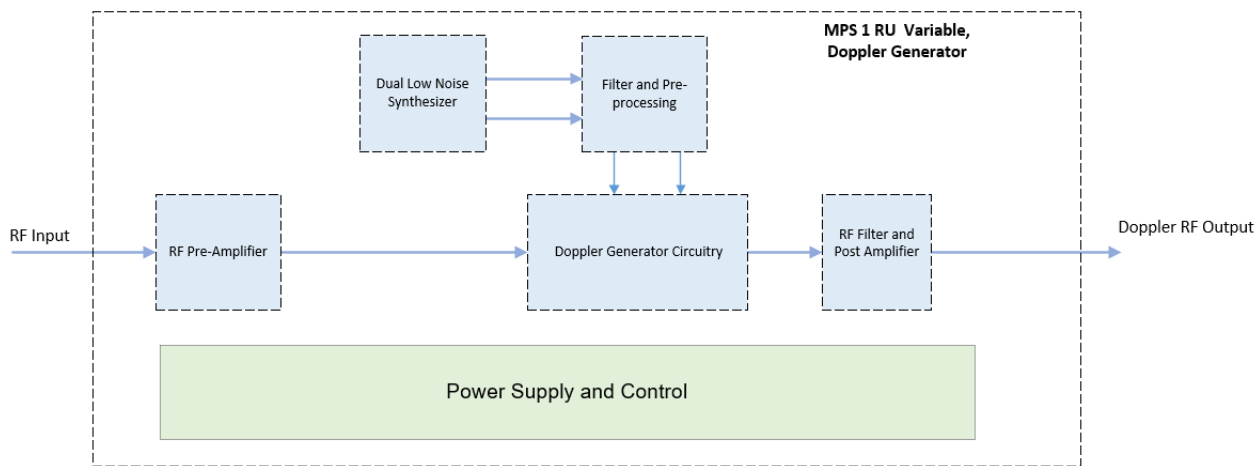 MPS 1 RU  Variable,
Doppler Generator
Dual Low Noise
Synthesizer
Filter and Pre-
processing
RF Input
RF Pre-Amplifier
Doppler Generator Circuitry
RF Filter and
Post Amplifier
Doppler RF Output
Power Supply and Control